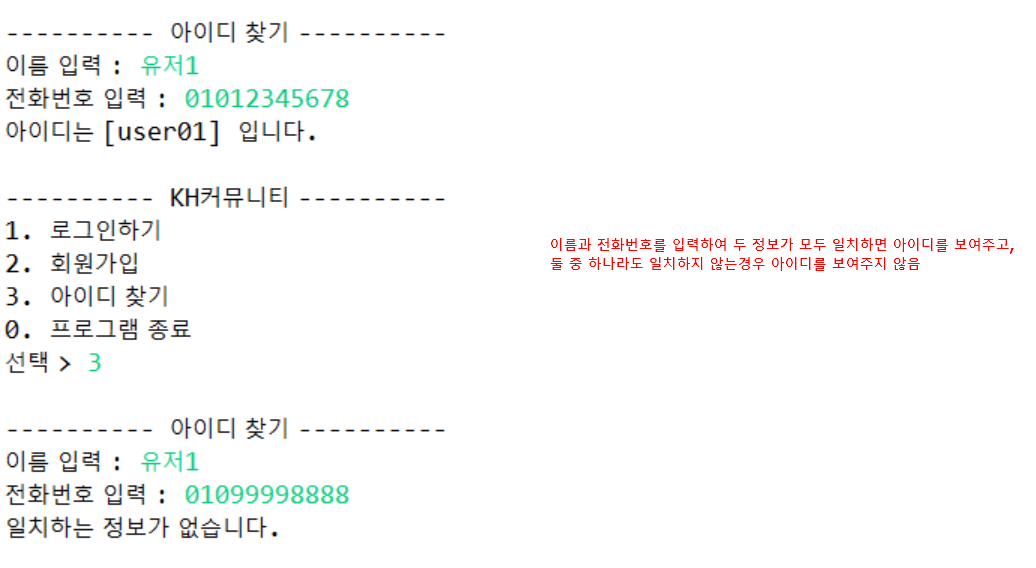 ---------- 아이디 찾기 ----------
이름 입력 : 유저1
전화번호 입력 : 01012345678
아이디는 [user01] 입니다.
---------- KH커뮤니티 ----------
1. 로그인하기
2. 회원가입
3. 아이디 찾기
0. 프로그램 종료
선택 > 3
이름과 전화번호를 입력하여 두 정보가 모두 일치하면 아이디를 보여주고,
둘 중 하나라도 일치하지 않는경우 아이디를 보여주지 않음
---------- 아이디 찾기 ----------
이름 입력 : 유저1
전화번호 입력 : 01099998888
일치하는 정보가 없습니다.